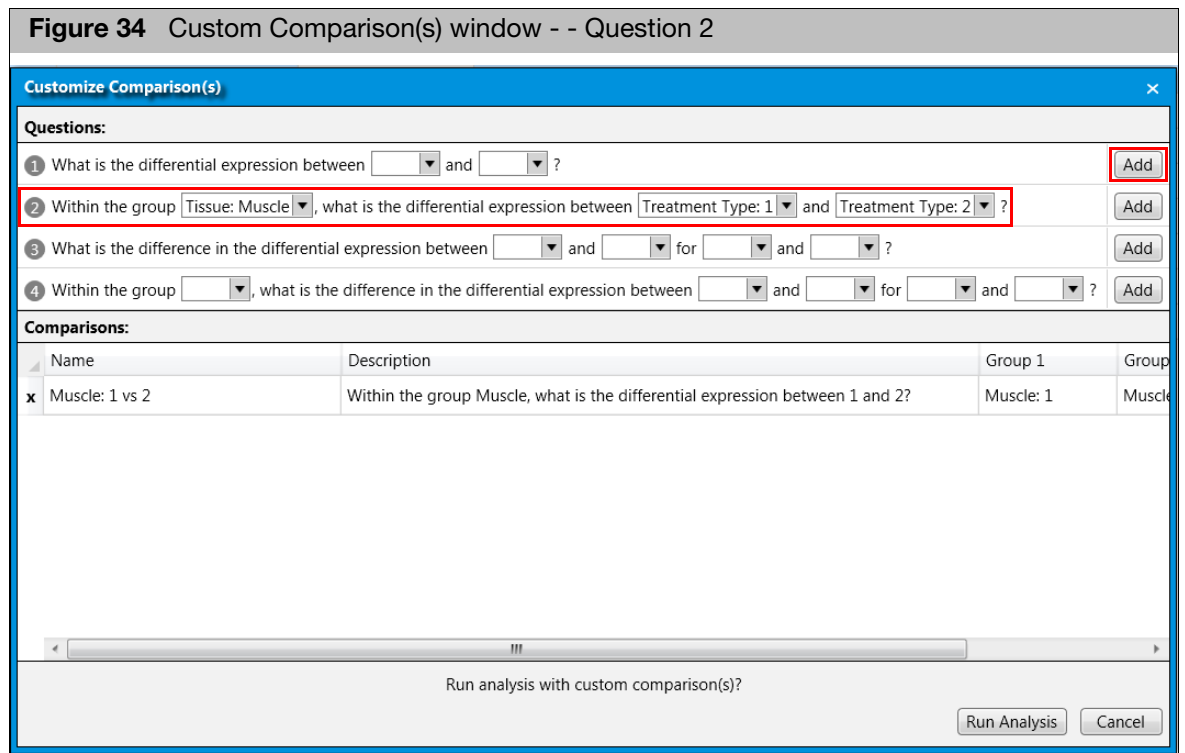 Figure 34 Custom Comparison(s) window - - Question 2
Customize Comparison(s) ×
Questions:
1 What is the differential expression between and ? Add
2 Within the group Tissue: Muscle , what is the differential expression between Treatment Type: 1 and Treatment Type: 2 ? Add
3 What is the difference in the differential expression between and for and ? Add
4 Within the group , what is the difference in the differential expression between and for and ? Add
Comparisons:
Name Description Group 1 Group
x Muscle: 1 vs 2 Within the group Muscle, what is the differential expression between 1 and 2? Muscle: 1 Muscle
Run analysis with custom comparison(s)?
Run Analysis Cancel